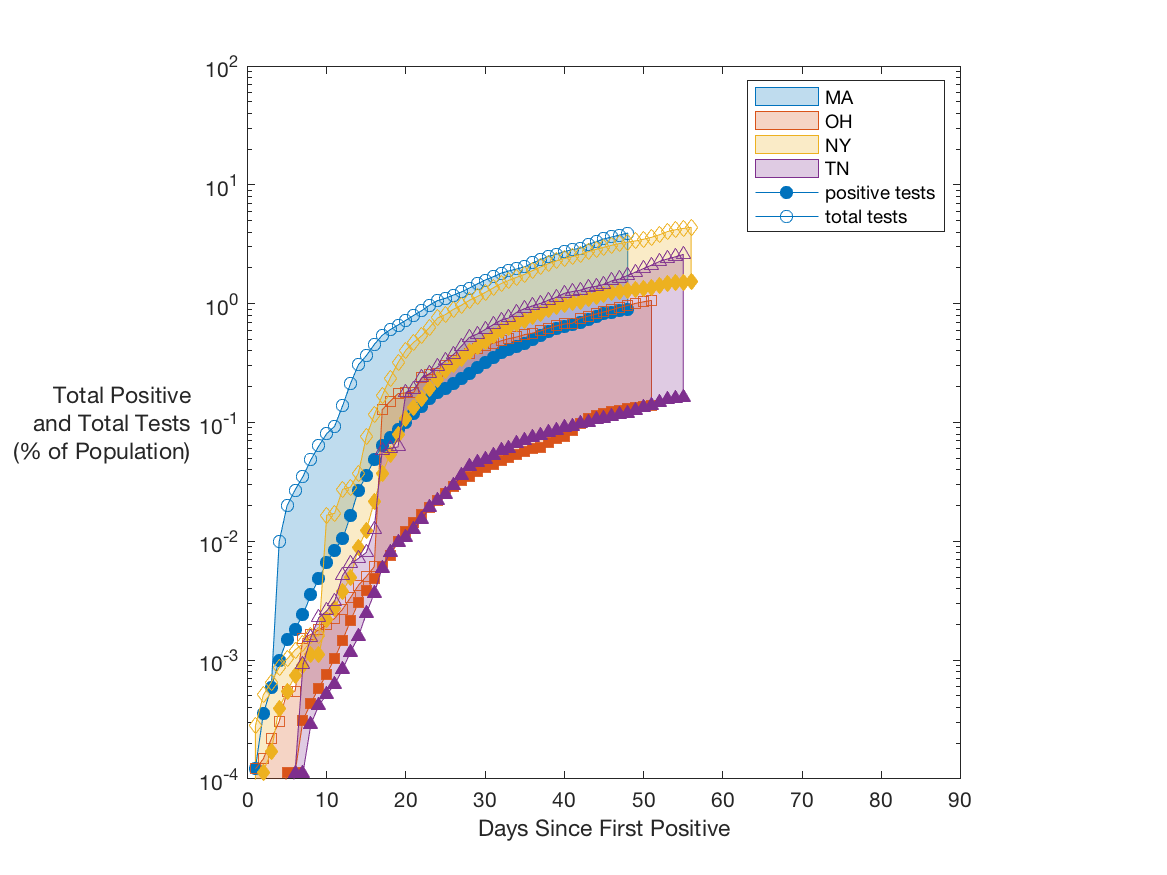 10^2
10^1
10^0
10^-1
10^-2
10^-3
10^-4
Total Positive
and Total Tests
(% of Population)
MA
OH
NY
TN
positive tests
total tests
0 10 20 30 40 50 60 70 80 90
Days Since First Positive